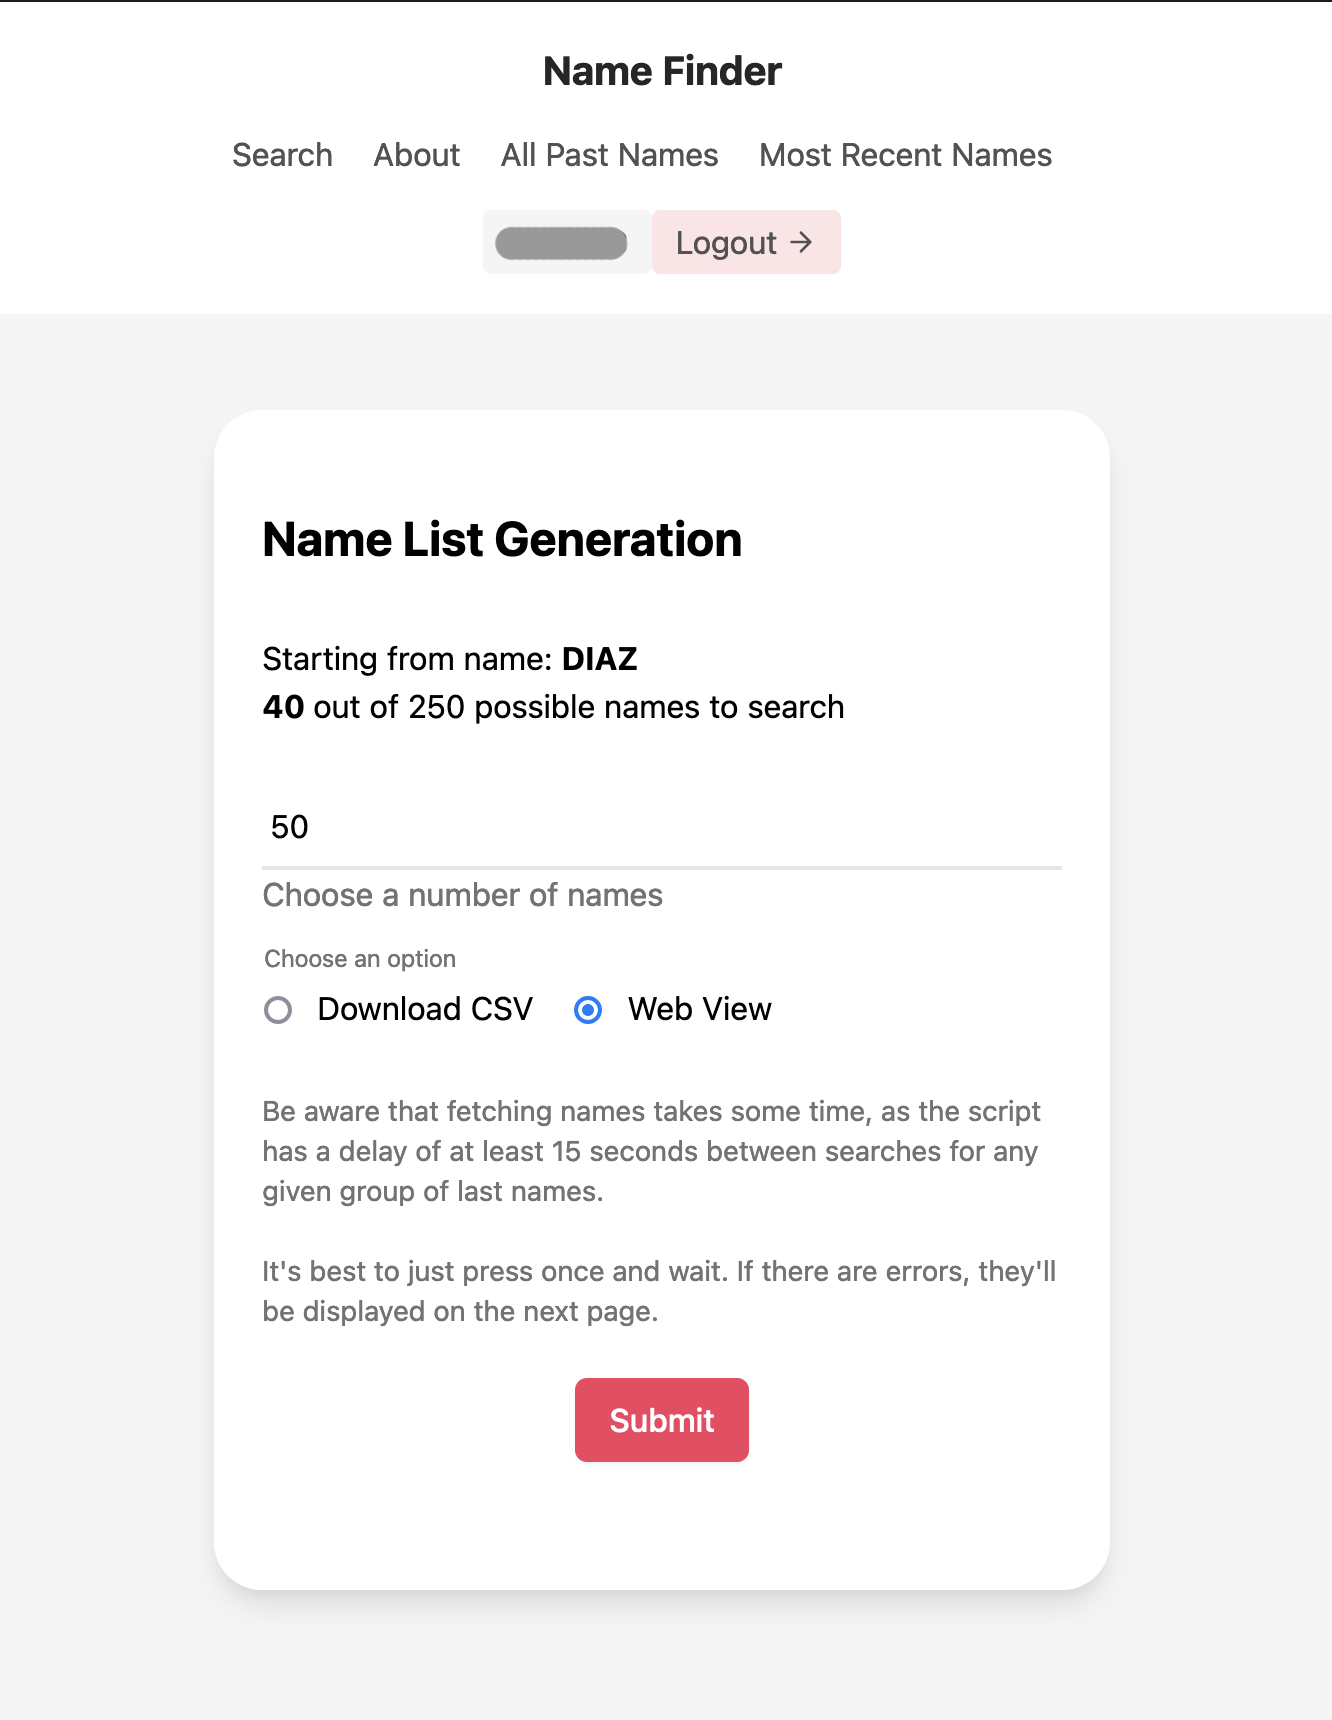 Name Finder
Search About All Past Names Most Recent Names
Logout →
Name List Generation
Starting from name: DIAZ
40 out of 250 possible names to search
50
Choose a number of names
Choose an option
Download CSV Web View
Be aware that fetching names takes some time, as the script
has a delay of at least 15 seconds between searches for any
given group of last names.
It's best to just press once and wait. If there are errors, they'll
be displayed on the next page.
Submit